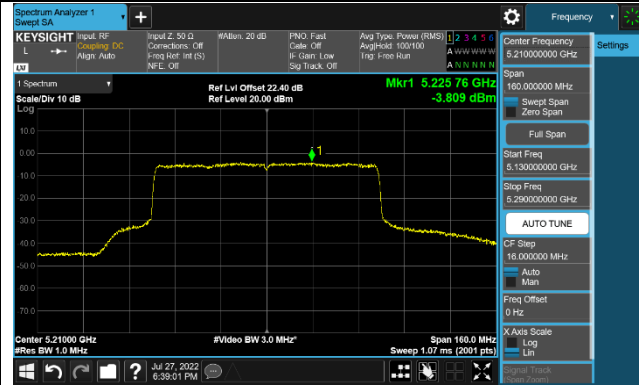 Spectrum Analyzer 1
Swept SA
Frequency
KEYSIGHT
L
LXI
Input: RF
Coupling: DC
Align: Auto
Input Z: 50 Ω
Corrections: Off
Freq Ref: Int (S)
NFE: Off
#Atten: 20 dB
PNO: Fast
Gate: Off
IF Gain: Low
Sig Track: Off
Avg Type: Power (RMS)
Avg|Hold: 100/100
Trig: Free Run
1 2 3 4 5 6
A W W W W W
A N N N N N
1 Spectrum
Scale/Div 10 dB
Log
Ref Lvl Offset 22.40 dB
Ref Level 20.00 dBm
Mkr1 5.225 76 GHz
-3.809 dBm
10.0
0.00
-10.0
-20.0
-30.0
-40.0
-50.0
-60.0
-70.0
1
Center 5.21000 GHz
#Res BW 1.0 MHz
#Video BW 3.0 MHz*
Span 160.0 MHz
Sweep 1.07 ms (2001 pts)
Jul 27, 2022
6:39:01 PM
Center Frequency
5.210000000 GHz
Settings
Span
160.000000 MHz
Swept Span
Zero Span
Full Span
Start Freq
5.130000000 GHz
Stop Freq
5.290000000 GHz
AUTO TUNE
CF Step
16.000000 MHz
Auto
Man
Freq Offset
0 Hz
X Axis Scale
Log
Lin
Signal Track
(Span Zoom)